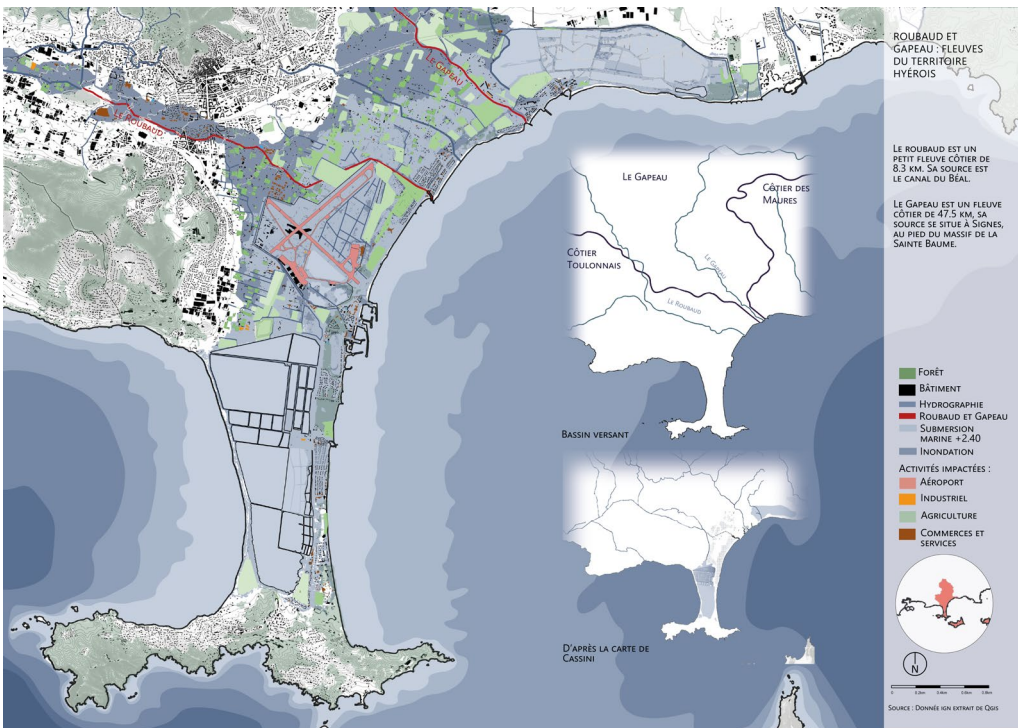 Roubaud et
Gapeau : fleuves
du territoire
hyérois
Le roubaud est un
petit fleuve côtier de
8.3 km. Sa source est
le canal du Béal.
Le Gapeau est un fleuve
côtier de 47.5 km, sa
source se situe à Signes,
au pied du massif de la
Sainte Baume.
Le Gapeau
Le Roubaud
Le Gapeau
Côtier des
Maures
Côtier
Toulonnais
Le Gapeau
Le Roubaud
Bassin versant
D'après la carte de
Cassini
Forêt
Bâtiment
Hydrographie
Roubaud et Gapeau
Submersion
marine +2.40
Inondation
Activités impactées :
Aéroport
Industriel
Agriculture
Commerces et
services
N
Source : Donnée ign extrait de Qgis